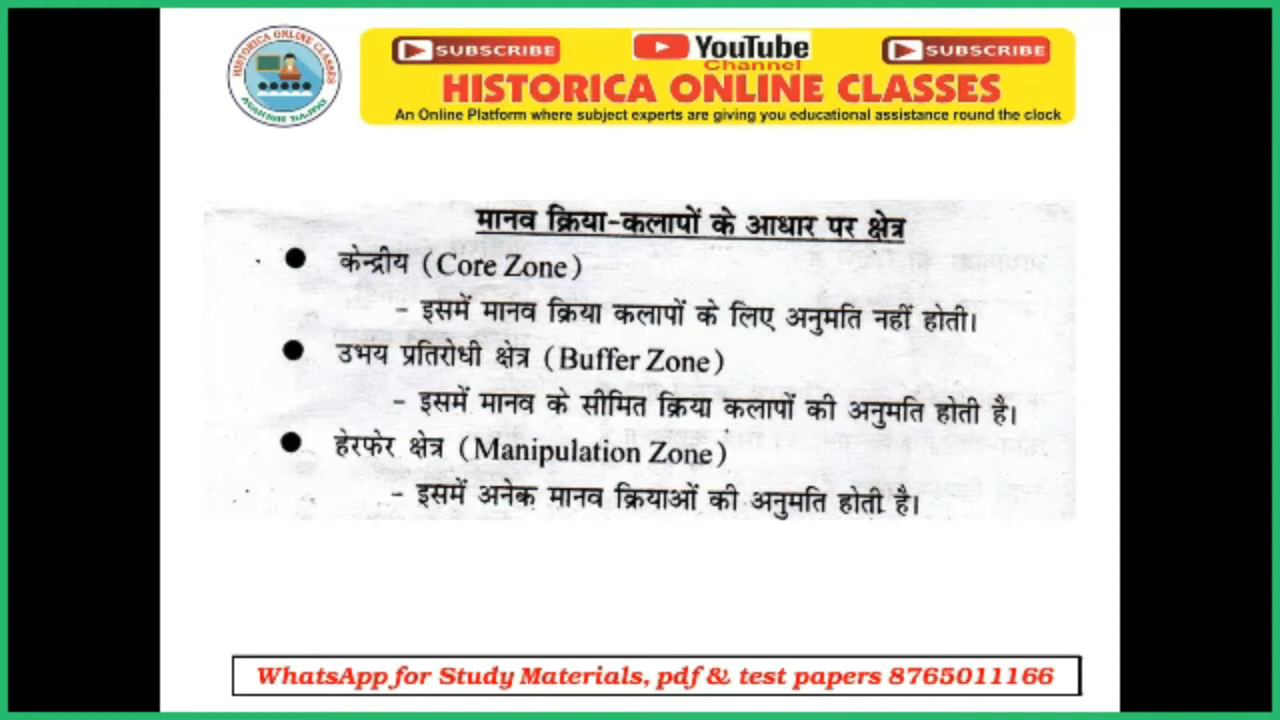 HISTORICA ONLINE CLASSES
SUBSCRIBE
YouTube
SUBSCRIBE
Channel
HISTORICA ONLINE CLASSES
An Online Platform where subject experts are giving you educational assistance round the clock
मानव क्रिया-कलापों के आधार पर क्षेत्र
● केन्द्रीय (Core Zone)
- इसमें मानव क्रिया कलापों के लिए अनुमति नहीं होती।
● उभय प्रतिरोधी क्षेत्र (Buffer Zone)
- इसमें मानव के सीमित क्रिया कलापों की अनुमति होती है।
● हेरफेर क्षेत्र (Manipulation Zone)
- इसमें अनेक मानव क्रियाओं की अनुमति होती है।
WhatsApp for Study Materials, pdf & test papers 8765011166